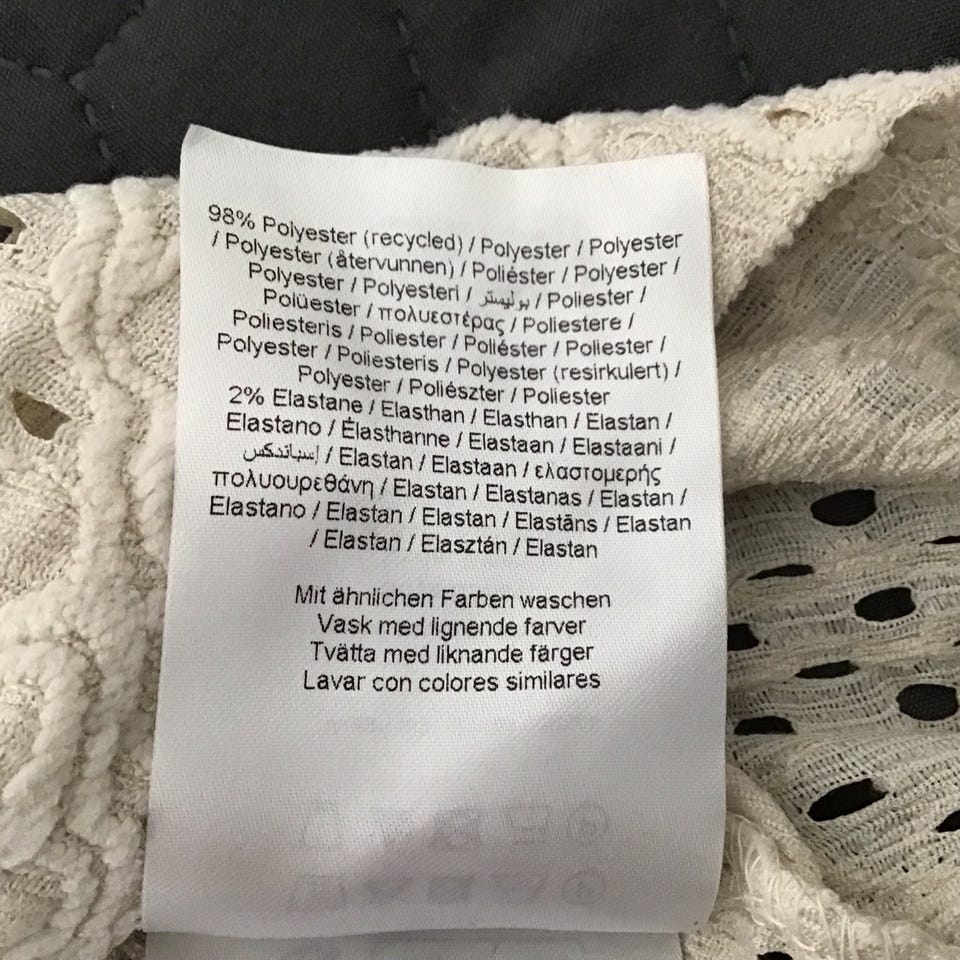 98% Polyester (recycled) / Polyester / Polyester
/ Polyester (återvunnen) / Poliéster / Polyester /
Polyester / Polyesteri / بوليستر / Poliester /
Polüester / πολυεστέρας / Poliestere /
Poliesteris / Poliester / Poliéster / Poliester /
Polyester / Poliesteris / Polyester (resirkulert) /
Polyester / Poliészter / Poliester
2% Elastane / Elasthan / Elasthan / Elastan /
Elastano / Élasthanne / Elastaan / Elastaani /
إسباندكس / Elastan / Elastaan / ελαστομερής
πολυουρεθάνη / Elastan / Elastanas / Elastan /
Elastano / Elastan / Elastan / Elastāns / Elastan
/ Elastan / Elasztán / Elastan
Mit ähnlichen Farben waschen
Vask med lignende farver
Tvätta med liknande färger
Lavar con colores similares